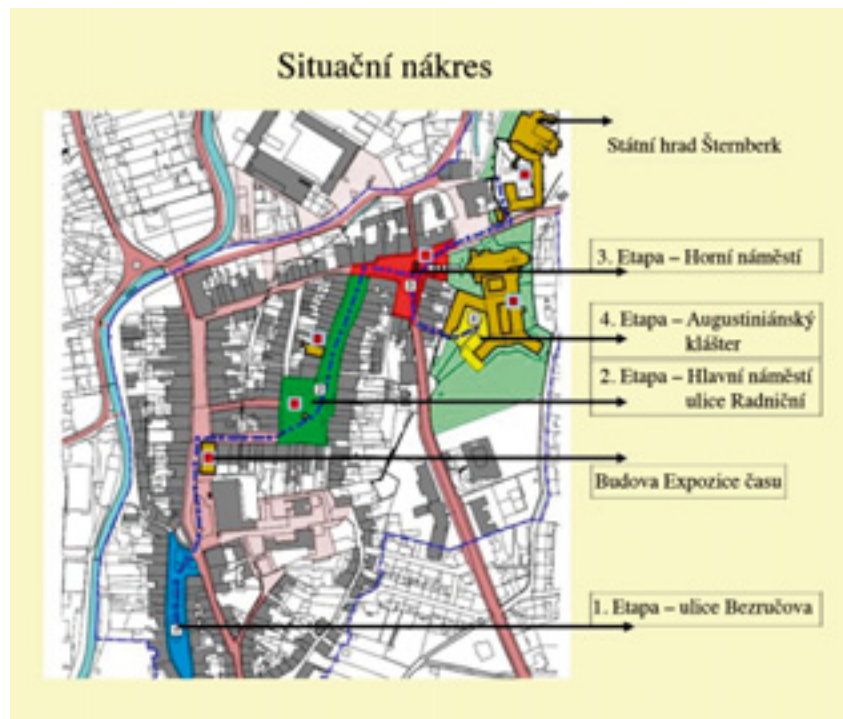 Situační nákres
Státní hrad Šternberk
3. Etapa – Horní náměstí
4. Etapa – Augustiniánský
klášter
2. Etapa – Hlavní náměstí
ulice Radniční
Budova Expozice času
1. Etapa – ulice Bezručova